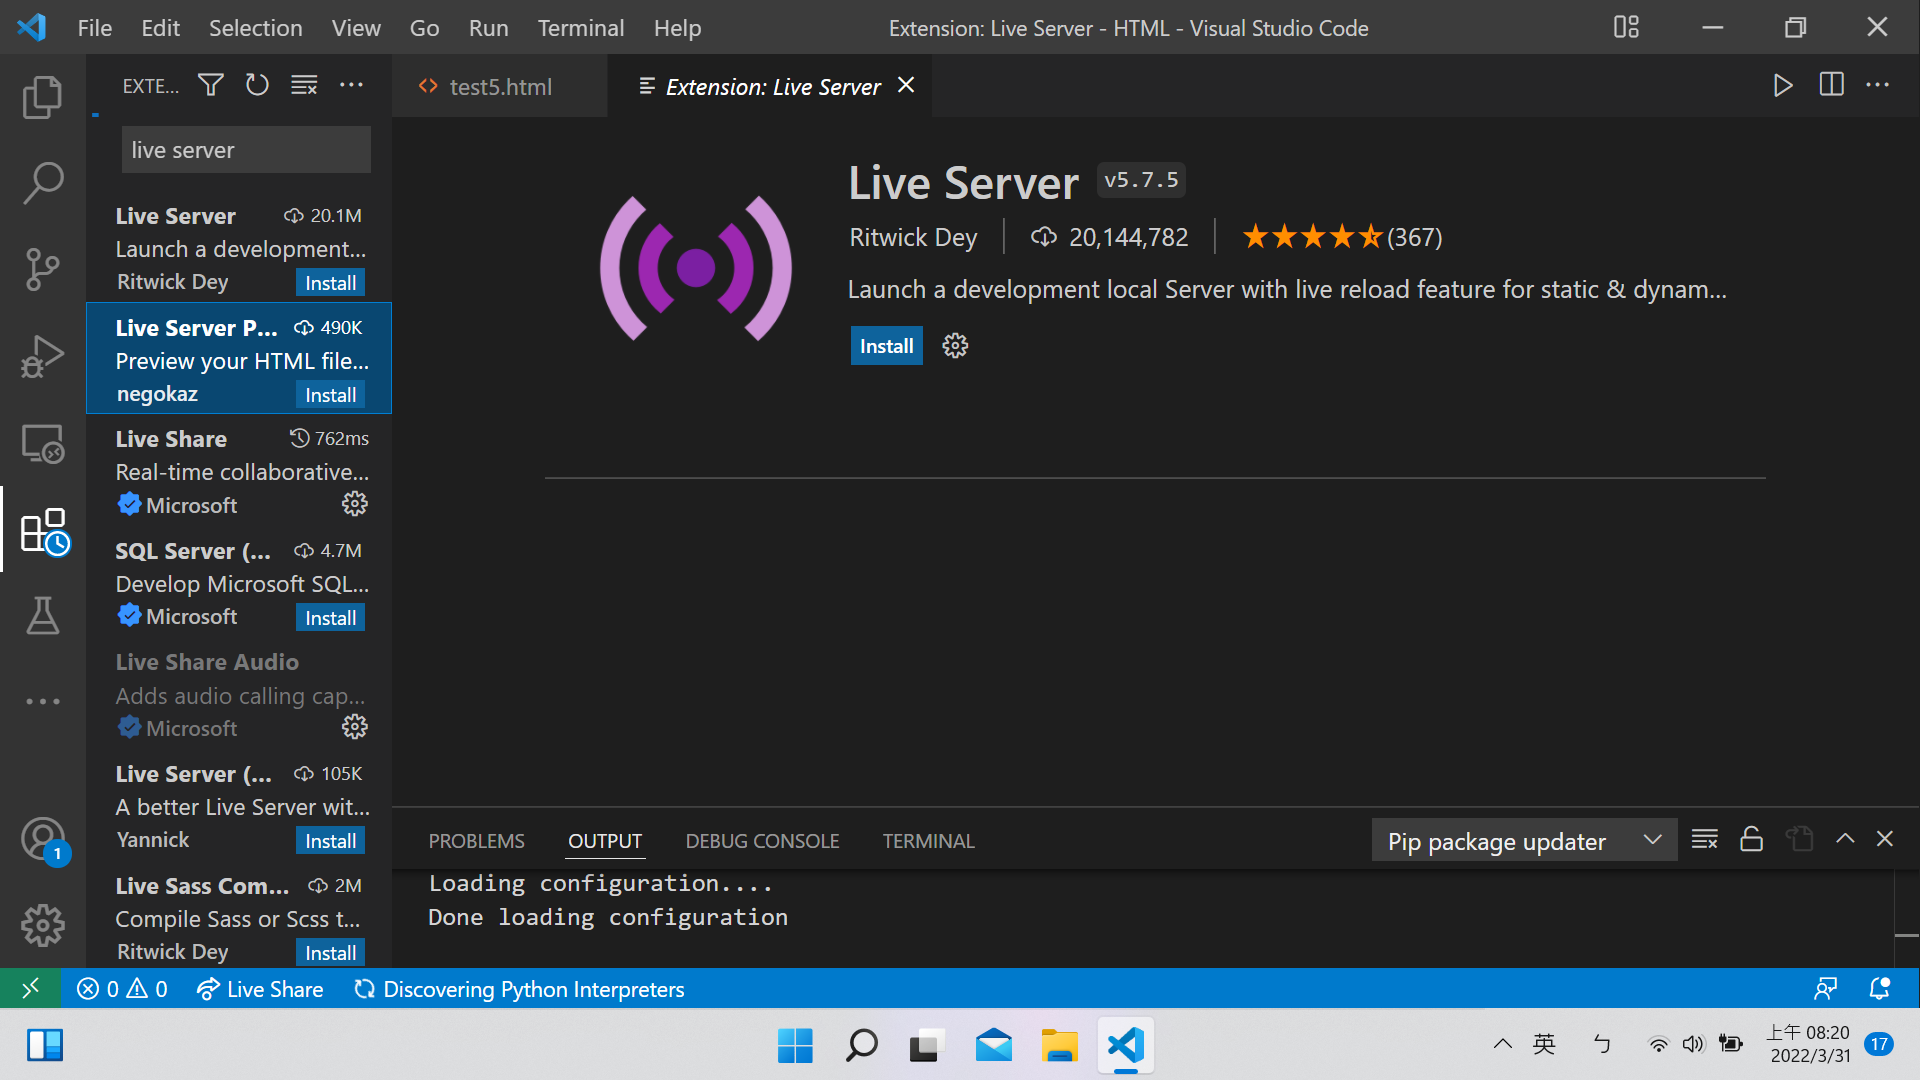 File Edit Selection View Go Run Terminal Help
Extension: Live Server - HTML - Visual Studio Code
EXTE...
live server
Live Server 20.1M
Launch a development...
Ritwick Dey Install
Live Server P... 490K
Preview your HTML file...
negokaz Install
Live Share 762ms
Real-time collaborative...
Microsoft
SQL Server (... 4.7M
Develop Microsoft SQL...
Microsoft Install
Live Share Audio
Adds audio calling cap...
Microsoft
Live Server (... 105K
A better Live Server wit...
Yannick Install
Live Sass Com... 2M
Compile Sass or Scss t...
Ritwick Dey Install
test5.html
Extension: Live Server
Live Server v5.7.5
Ritwick Dey 20,144,782 (367)
Launch a development local Server with live reload feature for static & dynam...
Install
PROBLEMS OUTPUT DEBUG CONSOLE TERMINAL
Pip package updater
Loading configuration....
Done loading configuration
1
0 0 Live Share Discovering Python Interpreters
英 ㄅ
上午 08:20
2022/3/31
17